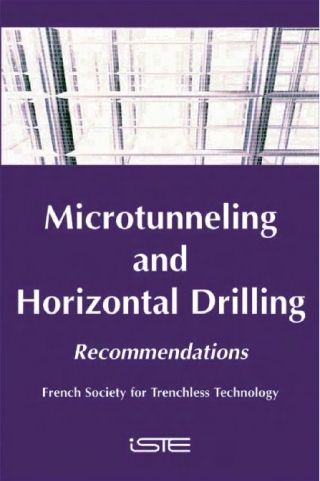 Microtunneling
and
Horizontal Drilling
Recommendations
French Society for Trenchless Technology
iSTE